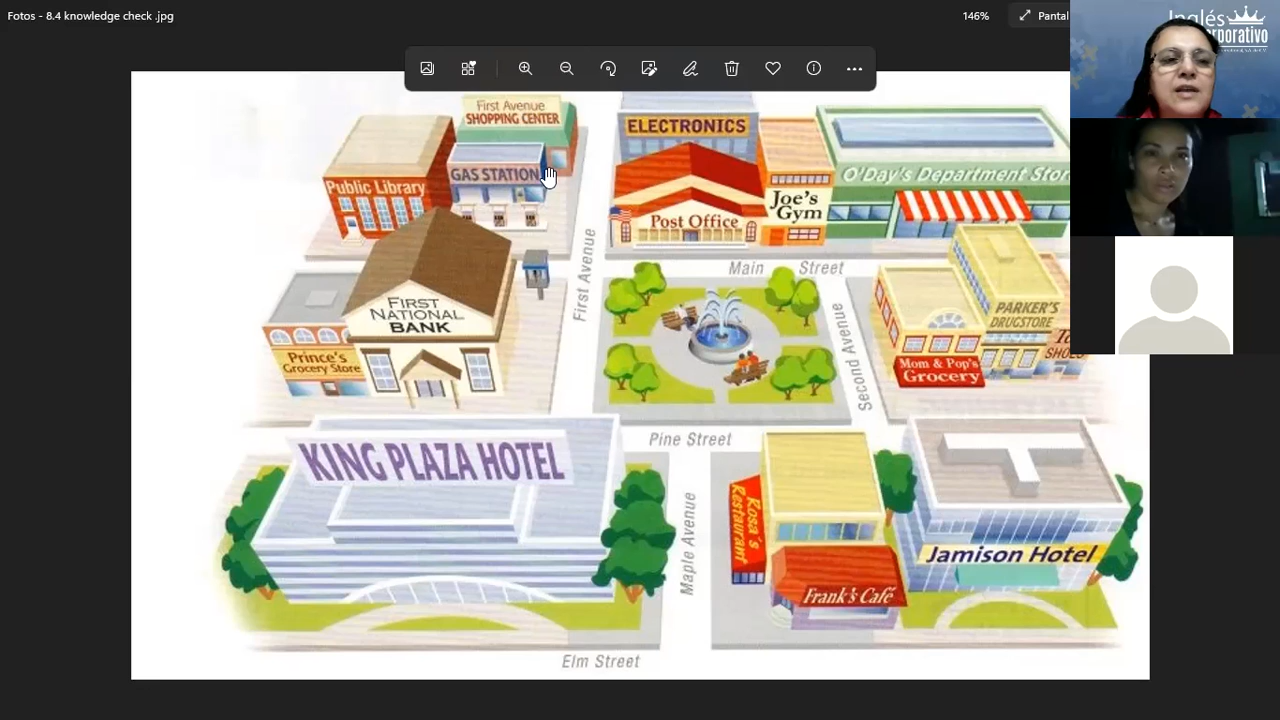 Fotos - 8.4 knowledge check .jpg
146%
Pantal
Inglés
First Avenue
SHOPPING CENTER
ELECTRONICS
GAS STATION
Public Library
O'Day's Department Stor
Joe's
Gym
Post Office
Main Street
First Avenue
FIRST
NATIONAL
BANK
PARKER'S
DRUGSTORE
Second Avenue
Prince's
Grocery Store
Mom & Pop's
Grocery
Pine Street
KING PLAZA HOTEL
Rosa's
Restaurant
Maple Avenue
Jamison Hotel
Frank's Café
Elm Street